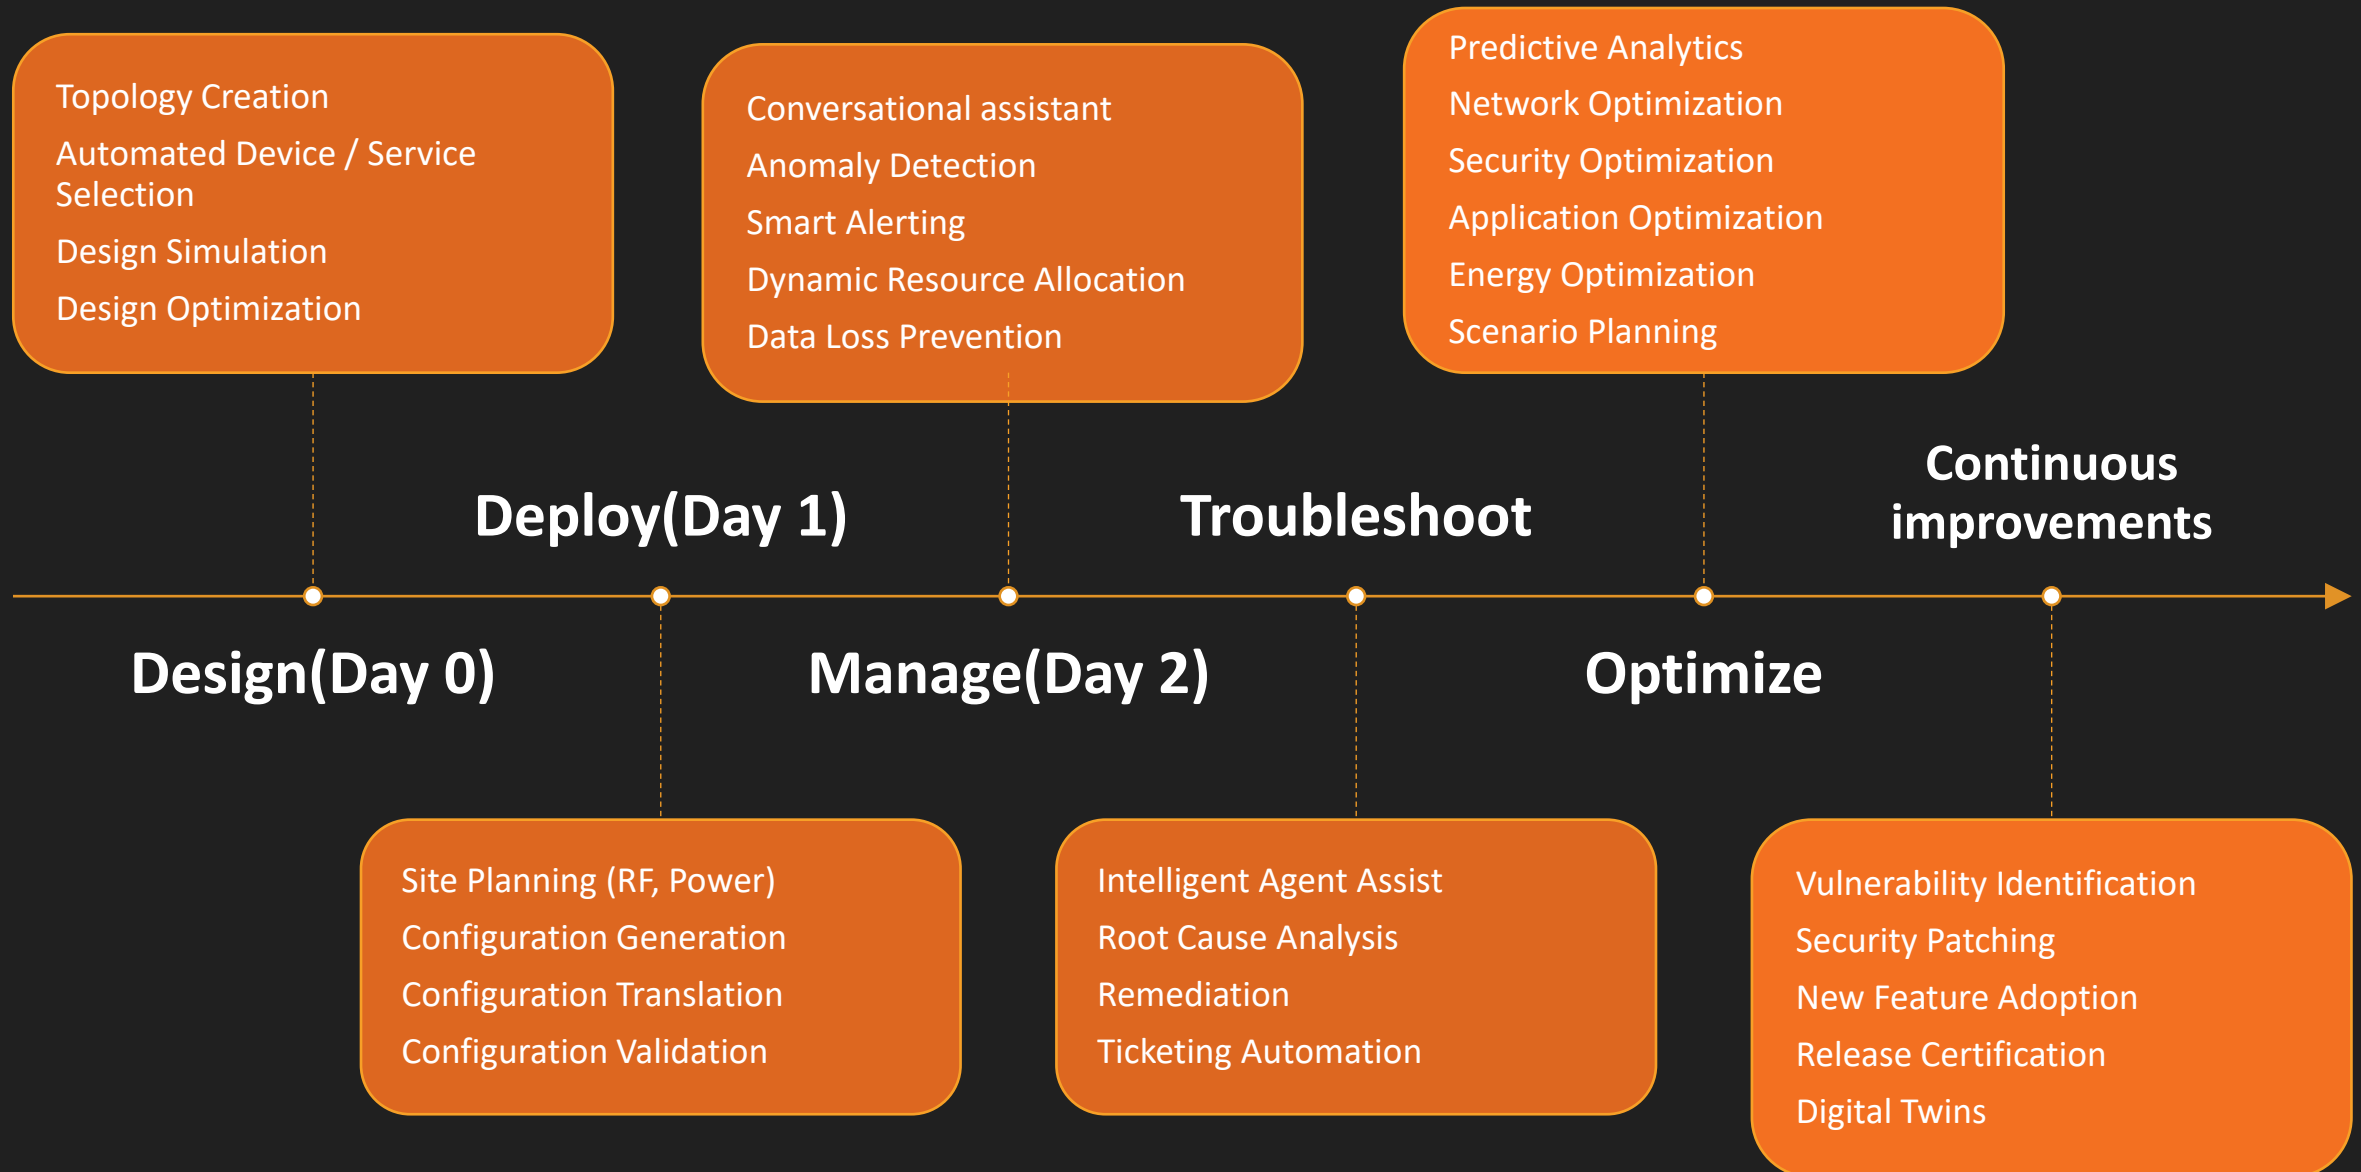 Topology Creation
Automated Device / Service
Selection
Design Simulation
Design Optimization
Conversational assistant
Anomaly Detection
Smart Alerting
Dynamic Resource Allocation
Data Loss Prevention
Predictive Analytics
Network Optimization
Security Optimization
Application Optimization
Energy Optimization
Scenario Planning
Deploy(Day 1)
Troubleshoot
Continuous
improvements
Design(Day 0)
Manage(Day 2)
Optimize
Site Planning (RF, Power)
Configuration Generation
Configuration Translation
Configuration Validation
Intelligent Agent Assist
Root Cause Analysis
Remediation
Ticketing Automation
Vulnerability Identification
Security Patching
New Feature Adoption
Release Certification
Digital Twins